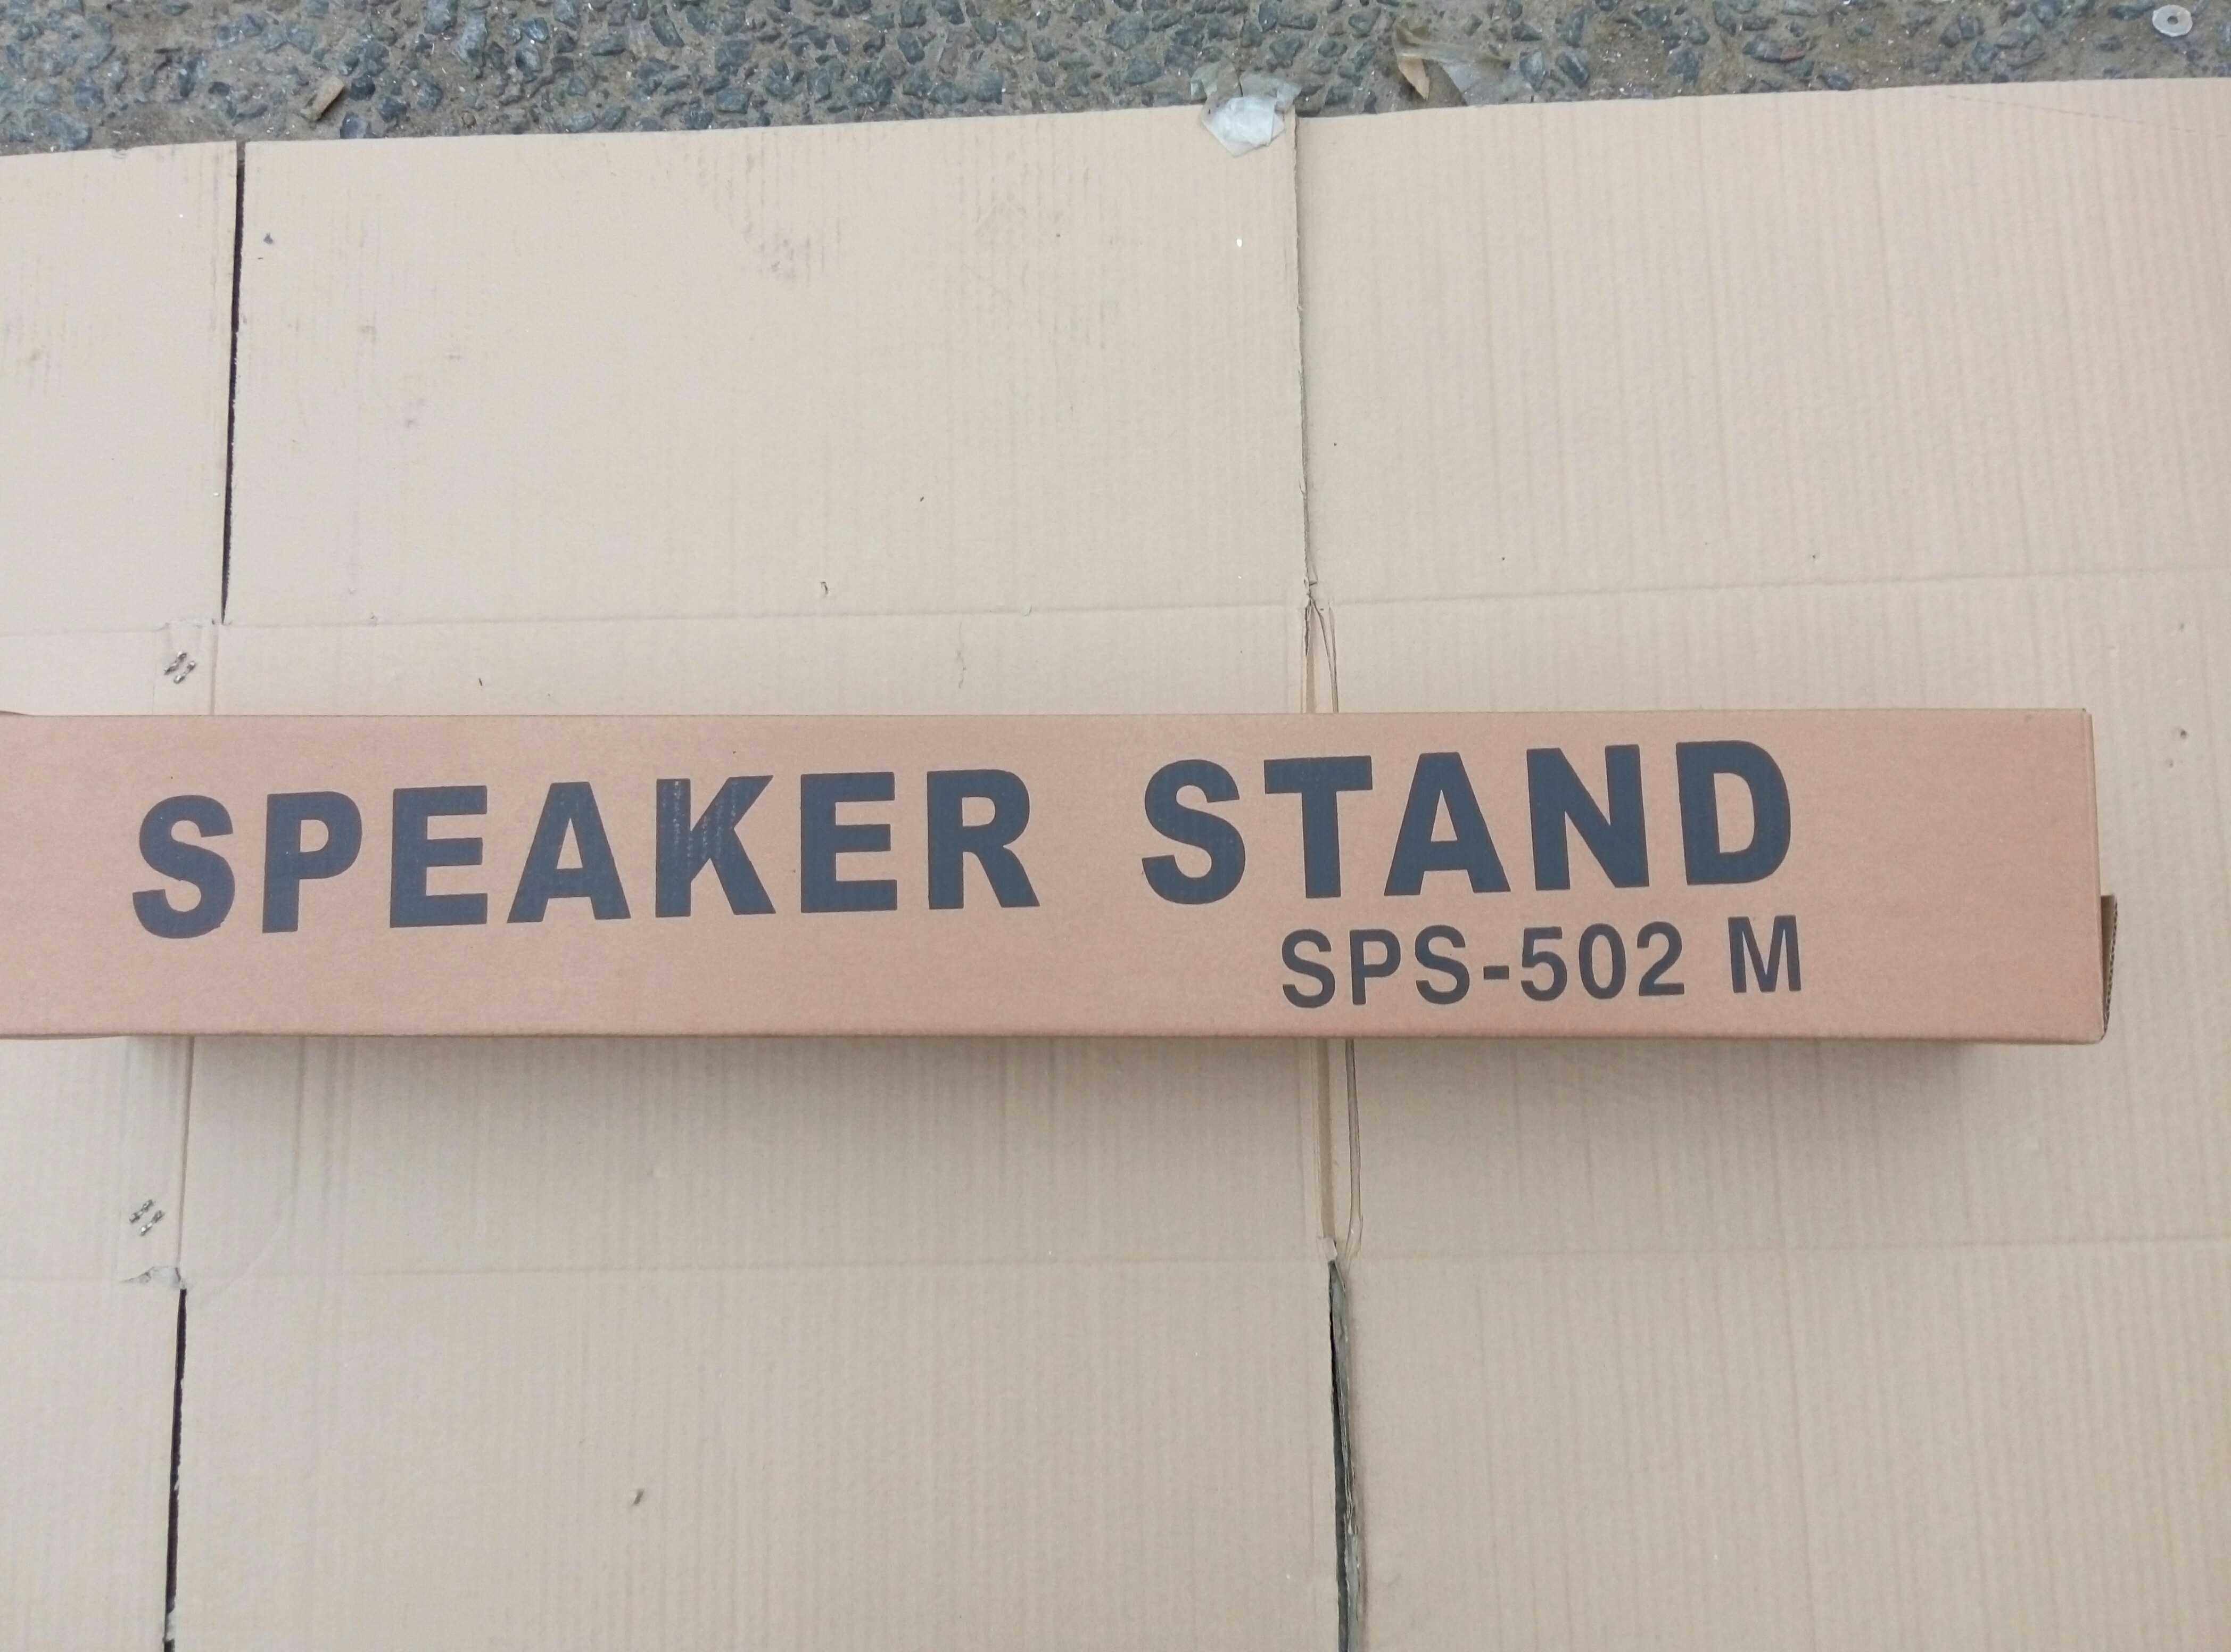 SPEAKER STAND
SPS-502 M